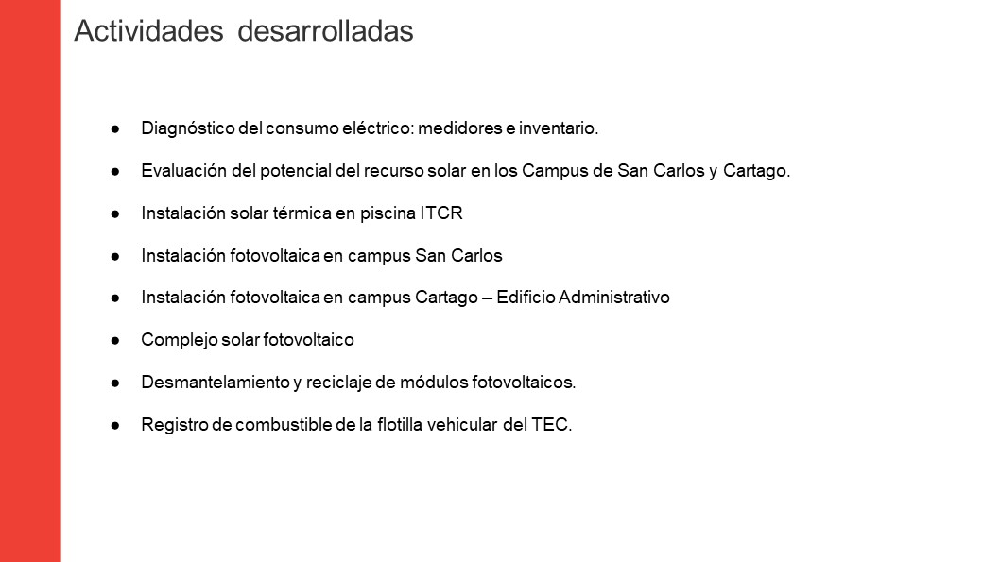 Actividades desarrolladas
● Diagnóstico del consumo eléctrico: medidores e inventario.
● Evaluación del potencial del recurso solar en los Campus de San Carlos y Cartago.
● Instalación solar térmica en piscina ITCR
● Instalación fotovoltaica en campus San Carlos
● Instalación fotovoltaica en campus Cartago – Edificio Administrativo
● Complejo solar fotovoltaico
● Desmantelamiento y reciclaje de módulos fotovoltaicos.
● Registro de combustible de la flotilla vehicular del TEC.